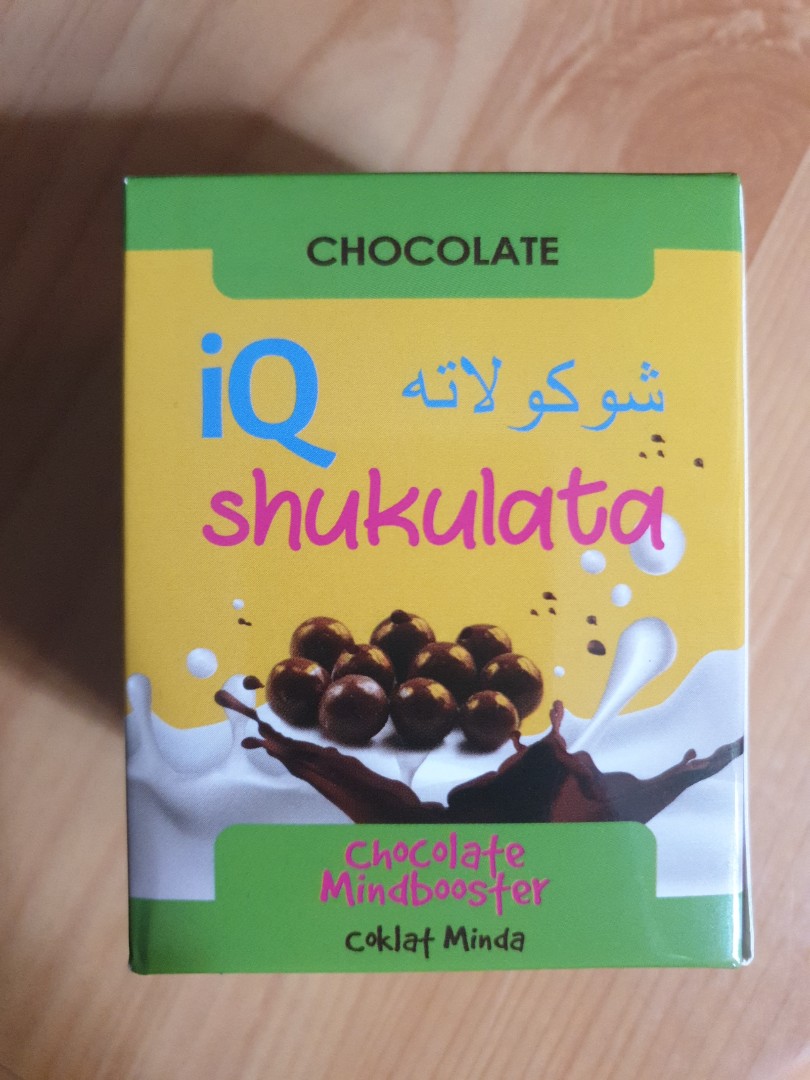 CHOCOLATE
iQ شوكولاته
shukulata
Chocolate
Mindbooster
Coklat Minda